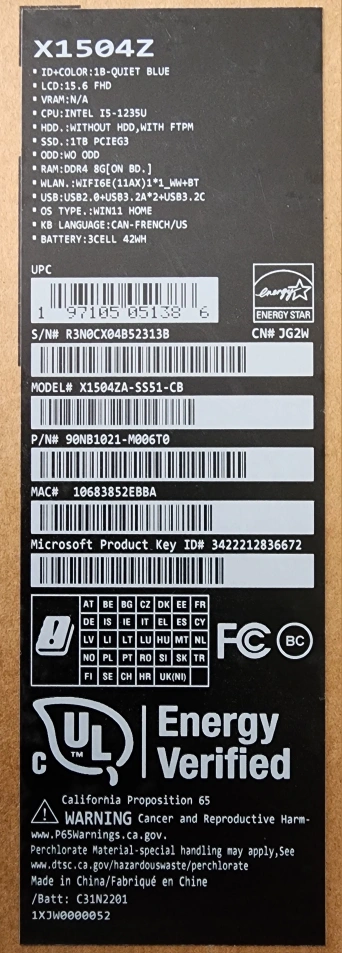 X1504Z
▪ ID+COLOR:1B-QUIET BLUE
▪ LCD:15.6 FHD
▪ VRAM:N/A
▪ CPU:INTEL I5-1235U
▪ HDD.:WITHOUT HDD,WITH FTPM
▪ SSD.:1TB PCIEG3
▪ ODD:WO ODD
▪ RAM:DDR4 8G[ON BD.]
▪ WLAN.:WIFI6E(11AX)1*1_WW+BT
▪ USB:USB2.0+USB3.2A*2+USB3.2C
▪ OS TYPE.:WIN11 HOME
▪ KB LANGUAGE:CAN-FRENCH/US
▪ BATTERY:3CELL 42WH
UPC
1 97105 05138 6
energy
ENERGY STAR
S/N# R3N0CX04B52313B CN# JG2W
MODEL# X1504ZA-SS51-CB
P/N# 90NB1021-M006T0
MAC# 10683852EBBA
Microsoft Product Key ID# 3422212836672
AT BE BG CZ DK EE FR
DE IS IE IT EL ES CY
LV LI LT LU HU MT NL
NO PL PT RO SI SK TR
FI SE CH HR UK(NI)
FC BC
C UL TM
Energy
Verified
California Proposition 65
WARNING Cancer and Reproductive Harm-
www.P65Warnings.ca.gov.
Perchlorate Material-special handling may apply,See
www.dtsc.ca.gov/hazardouswaste/perchlorate
Made in China/Fabriqué en Chine
/Batt: C31N2201
1XJW0000052